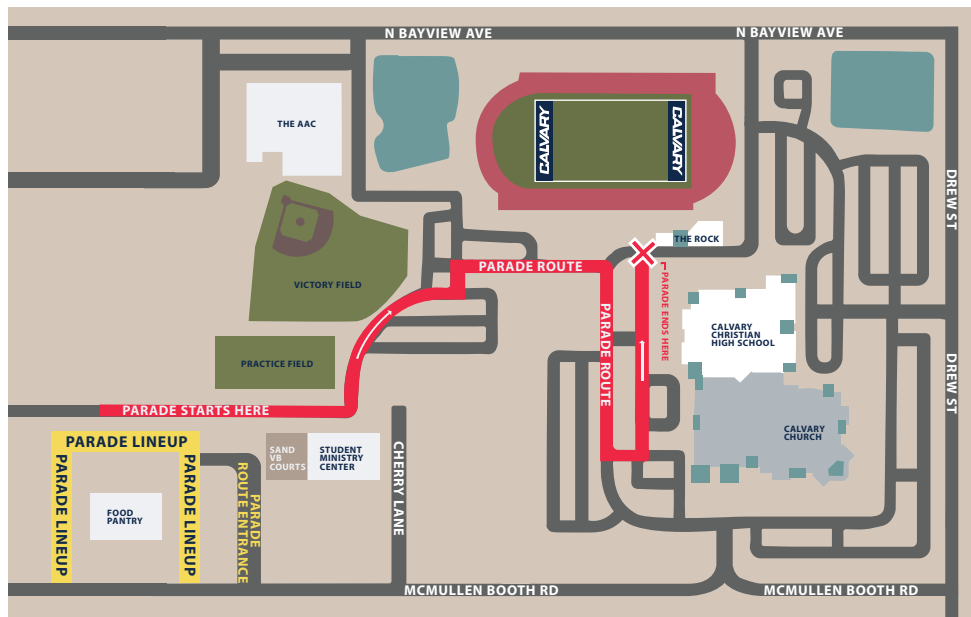 N BAYVIEW AVE
N BAYVIEW AVE
THE AAC
CALVARY
CALVARY
DREW ST
THE ROCK
PARADE ROUTE
PARADE ENDS HERE
VICTORY FIELD
PARADE ROUTE
CALVARY
CHRISTIAN
HIGH SCHOOL
PRACTICE FIELD
DREW ST
PARADE STARTS HERE
CALVARY
CHURCH
PARADE LINEUP
PARADE LINEUP
PARADE LINEUP
SAND
VB
COURTS
STUDENT
MINISTRY
CENTER
CHERRY LANE
PARADE
ROUTE ENTRANCE
FOOD
PANTRY
MCMULLEN BOOTH RD
MCMULLEN BOOTH RD